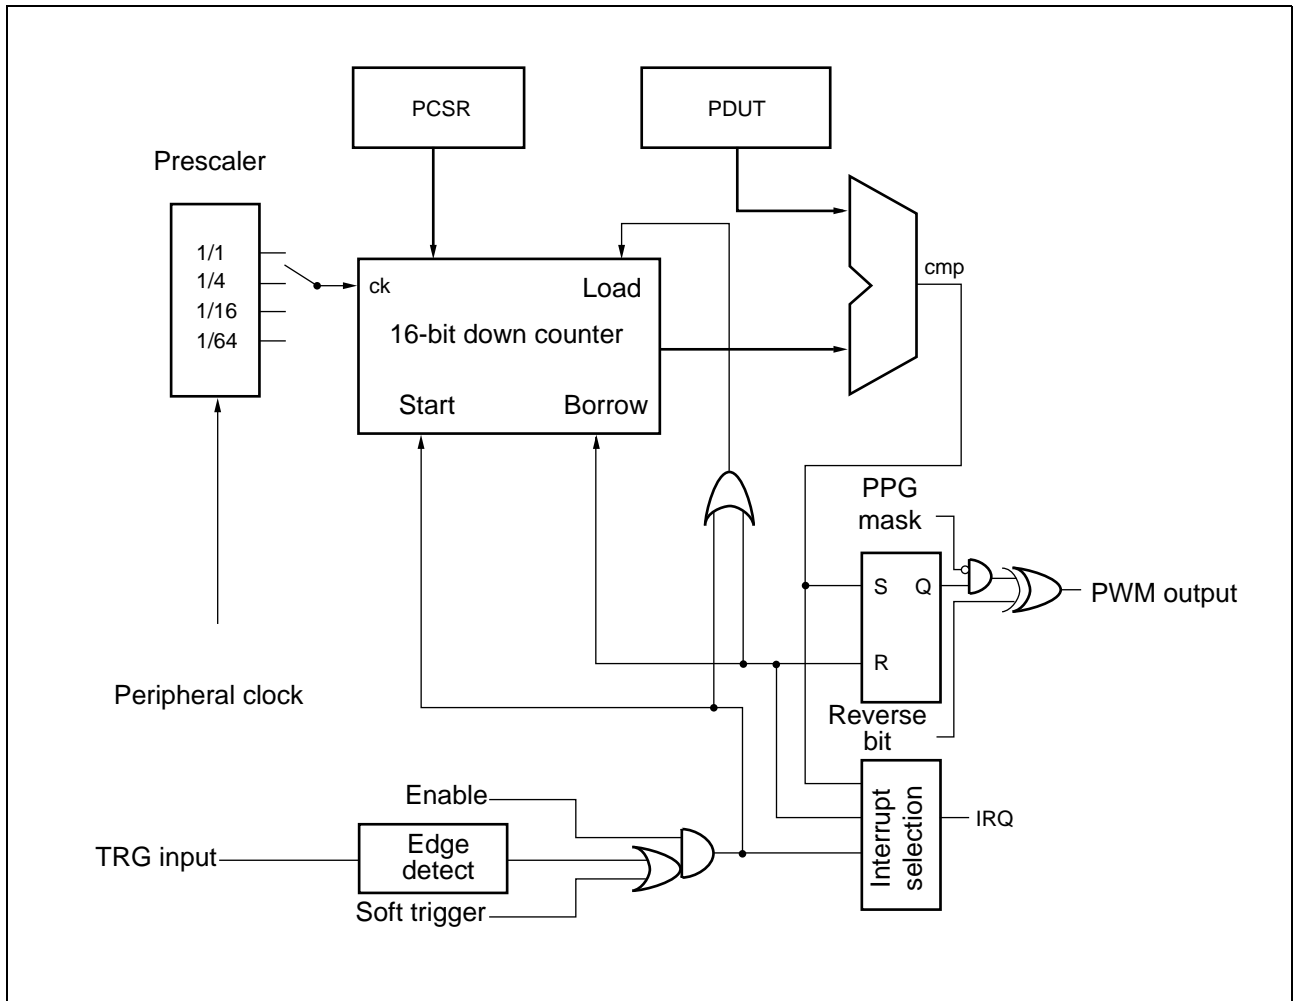 PCSR
PDUT
Prescaler
1/1
1/4
1/16
1/64
ck
Load
16-bit down counter
Start
Borrow
cmp
PPG
mask
S
Q
R
PWM output
Peripheral clock
Reverse
bit
Enable
TRG input
Edge
detect
Soft trigger
Interrupt
selection
IRQ